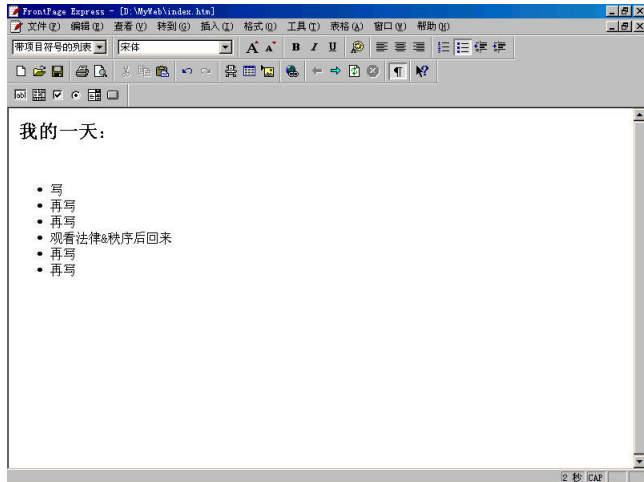 FrontPage Express - [D:\MyWeb\index.htm]
文件(F) 编辑(E) 查看(V) 转到(G) 插入(I) 格式(O) 工具(T) 表格(A) 窗口(W) 帮助(H)
带项目符号的列表 宋体 A A B I U
abl
我的一天：
写
再写
再写
观看法律&秩序后回来
再写
再写
2 秒 CAP